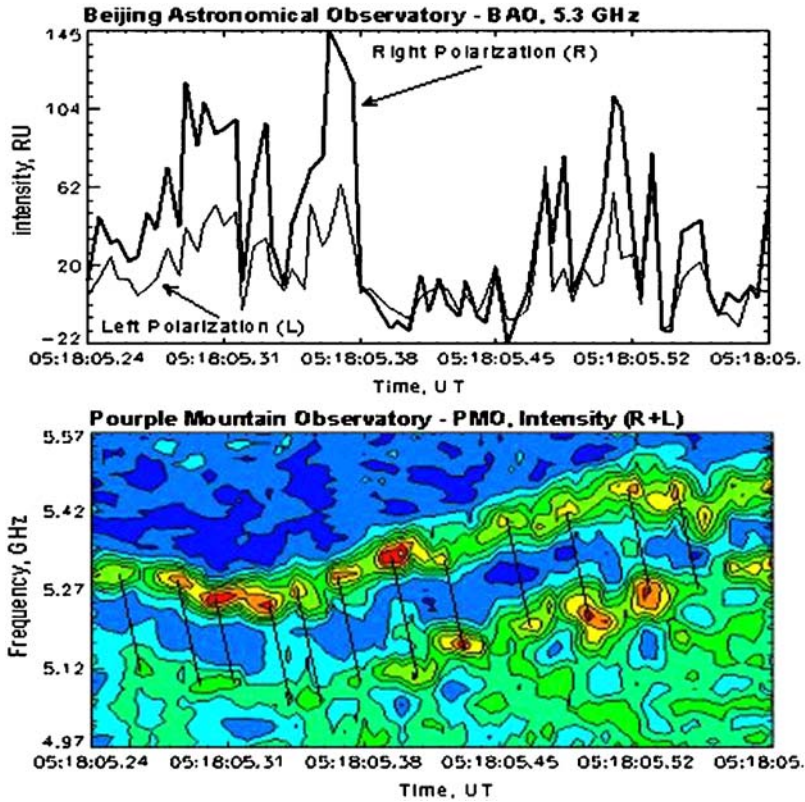 Beijing Astronomical Observatory - BAO, 5.3 GHz
145
104
62
20
-22
intensity, RU
Right Polarization (R)
Left Polarization (L)
05:18:05.24 05:18:05.31 05:18:05.38 05:18:05.45 05:18:05.52 05:18:05.
Time, UT
Pourple Mountain Observatory - PMO, Intensity (R+L)
5.57
5.42
5.27
5.12
4.97
Frequency, GHz
05:18:05.24 05:18:05.31 05:18:05.38 05:18:05.45 05:18:05.52 05:18:05.
Time, UT